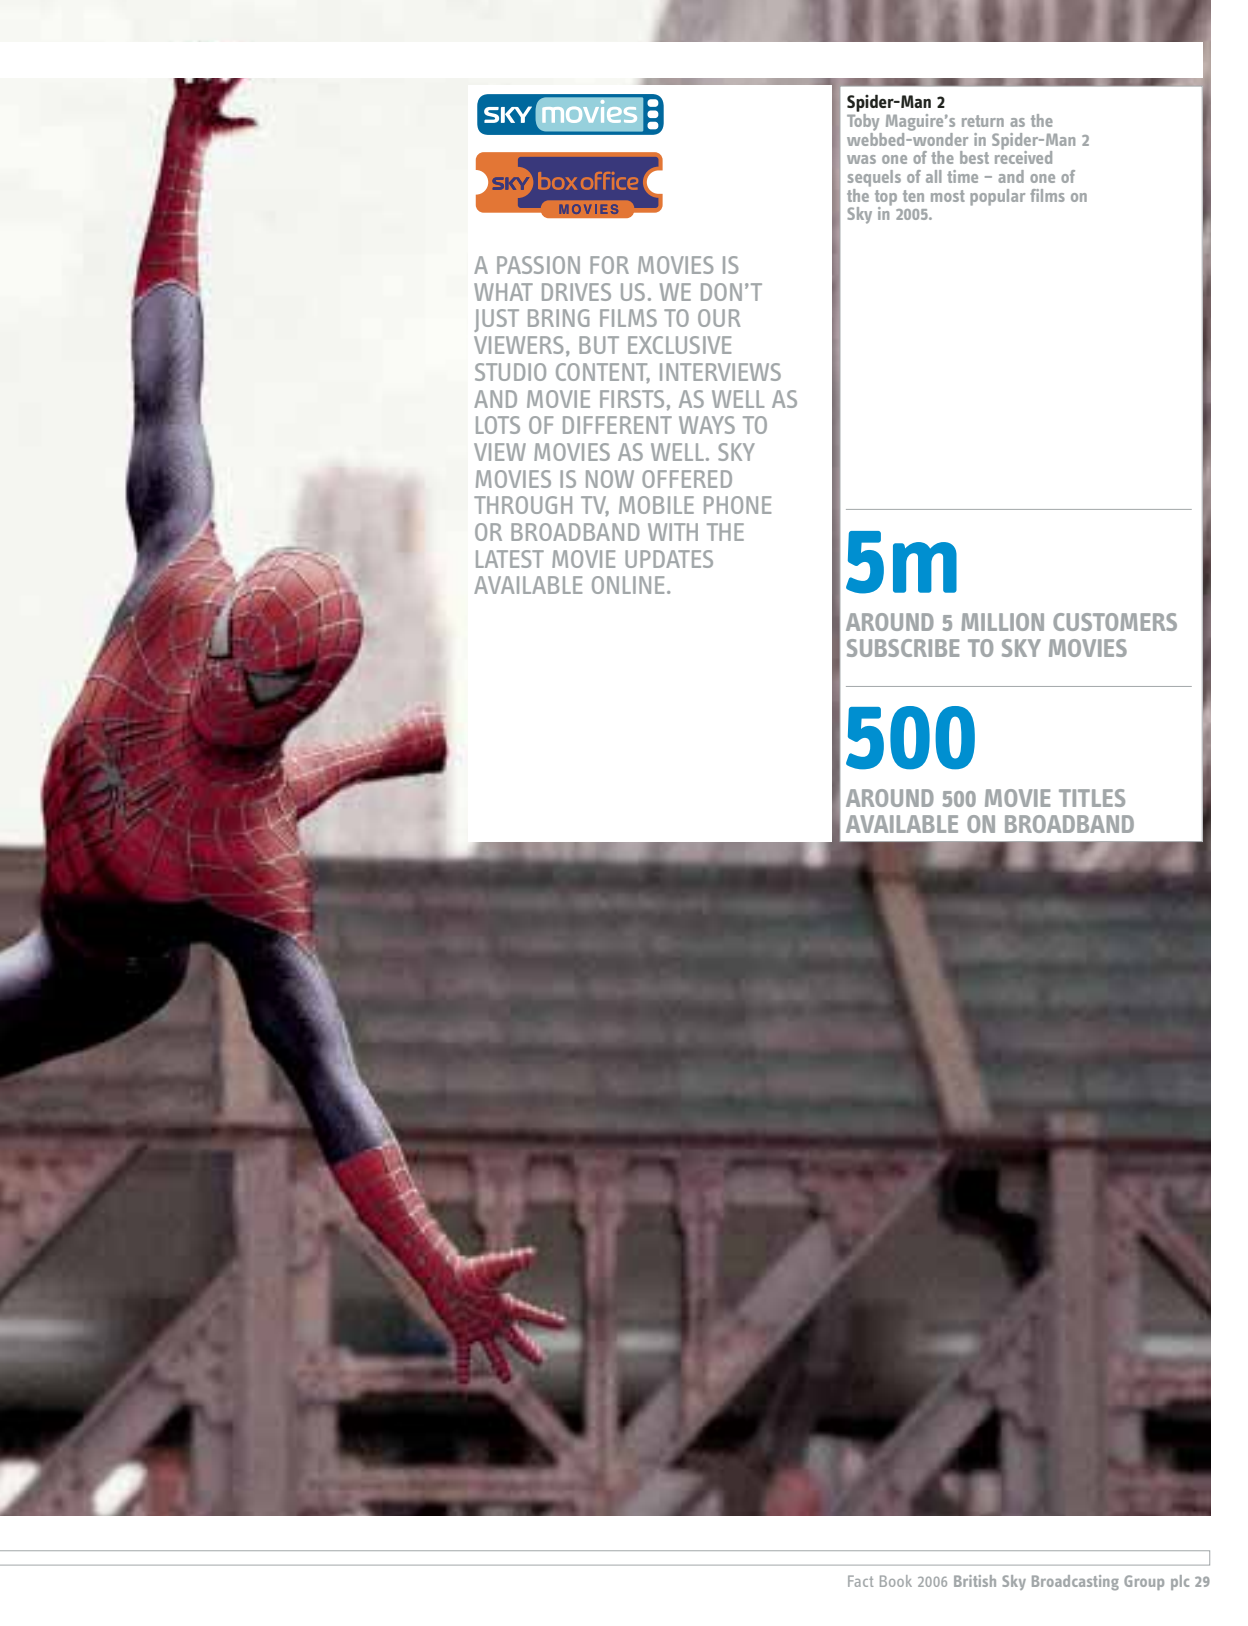 SKY movies
SKY box office
MOVIES
A PASSION FOR MOVIES IS
WHAT DRIVES US. WE DON’T
JUST BRING FILMS TO OUR
VIEWERS, BUT EXCLUSIVE
STUDIO CONTENT, INTERVIEWS
AND MOVIE FIRSTS, AS WELL AS
LOTS OF DIFFERENT WAYS TO
VIEW MOVIES AS WELL. SKY
MOVIES IS NOW OFFERED
THROUGH TV, MOBILE PHONE
OR BROADBAND WITH THE
LATEST MOVIE UPDATES
AVAILABLE ONLINE.
Spider-Man 2
Toby Maguire’s return as the
webbed-wonder in Spider-Man 2
was one of the best received
sequels of all time – and one of
the top ten most popular films on
Sky in 2005.
5m
AROUND 5 MILLION CUSTOMERS
SUBSCRIBE TO SKY MOVIES
500
AROUND 500 MOVIE TITLES
AVAILABLE ON BROADBAND
Fact Book 2006 British Sky Broadcasting Group plc 29